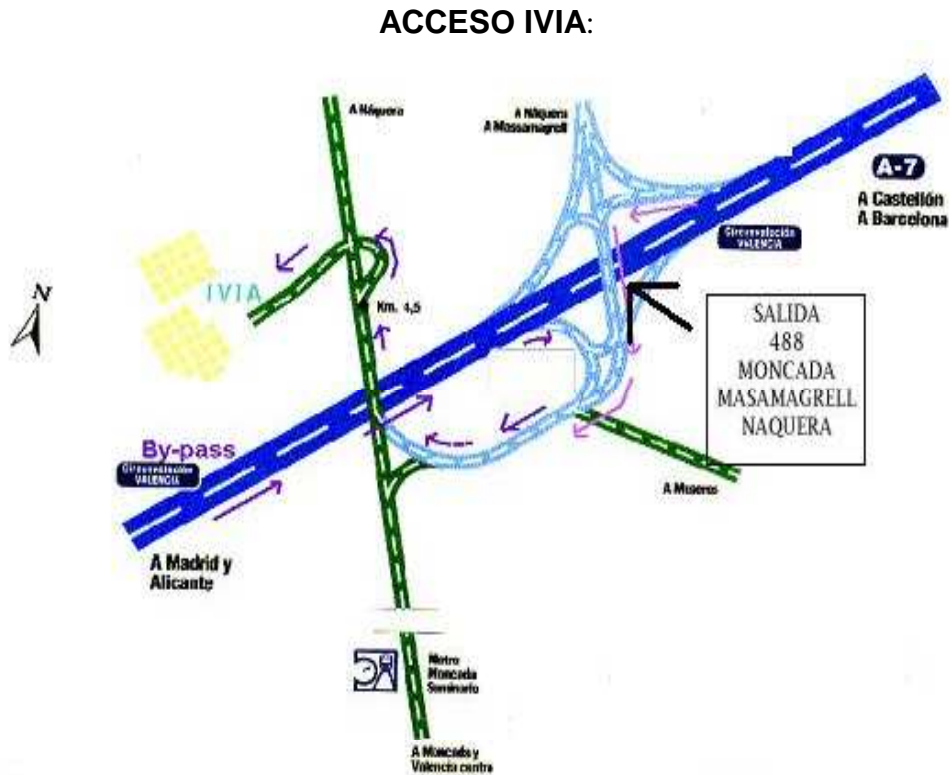 ACCESO IVIA:
A Náquera
A Náquera
A Massamagrell
A-7
A Castellón
A Barcelona
Circunvalación
VALENCIA
IVIA
N
Km. 4,5
SALIDA
488
MONCADA
MASAMAGRELL
NAQUERA
By-pass
Circunvalación
VALENCIA
A Museros
A Madrid y
Alicante
Metro
Moncada
Seminario
A Moncada y
Valencia centro